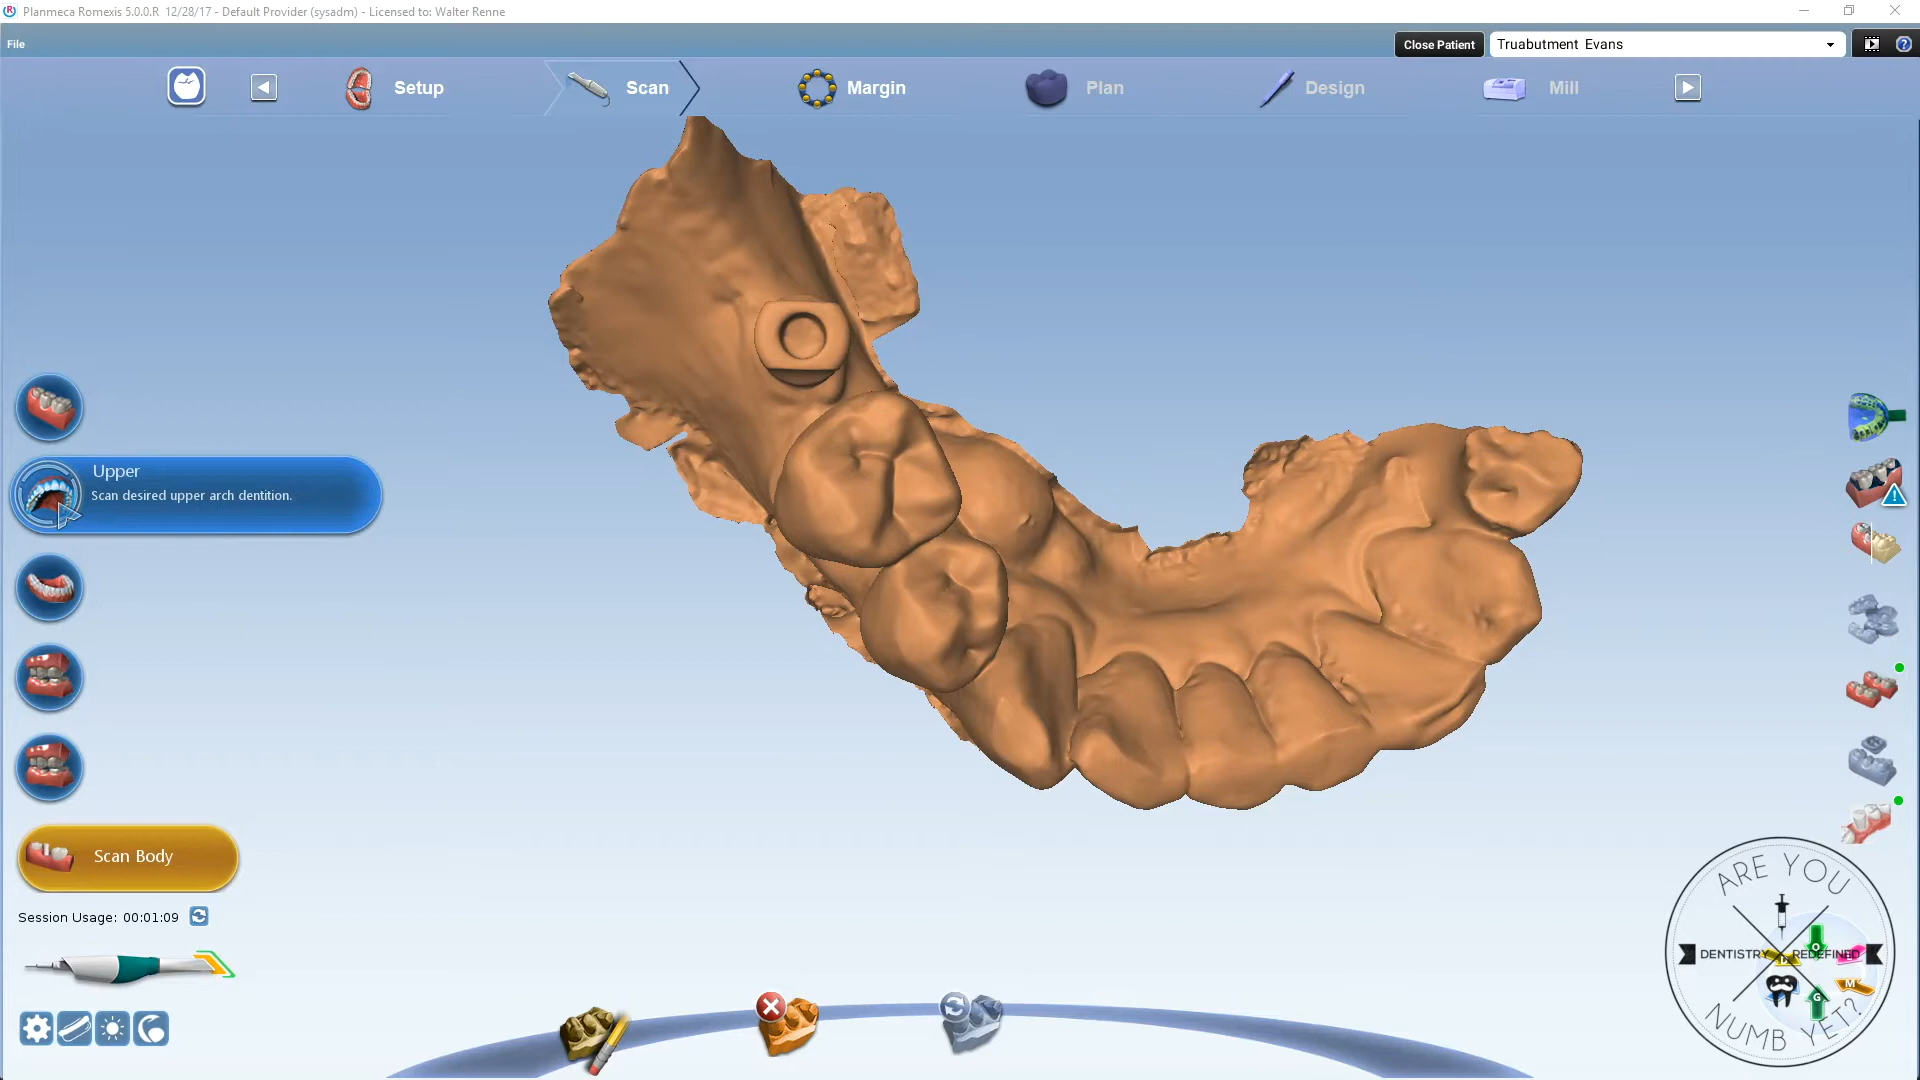 Planmeca Romexis 5.0.0.R 12/28/17 - Default Provider (sysadm) - Licensed to: Walter Renne
File
Close Patient
Truabutment Evans
Setup
Scan
Margin
Plan
Design
Mill
Upper
Scan desired upper arch dentition.
Scan Body
Session Usage: 00:01:09
ARE YOU
DENTISTRY REDEFINED
NUMB YET?
O
L
M
G